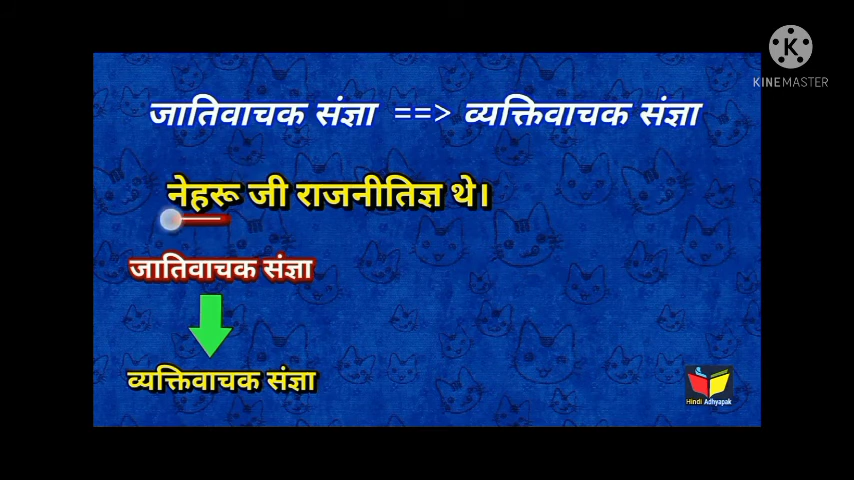 KINEMASTER
जातिवाचक संज्ञा ==> व्यक्तिवाचक संज्ञा
नेहरू जी राजनीतिज्ञ थे।
जातिवाचक संज्ञा
व्यक्तिवाचक संज्ञा
Hindi Adhyapak